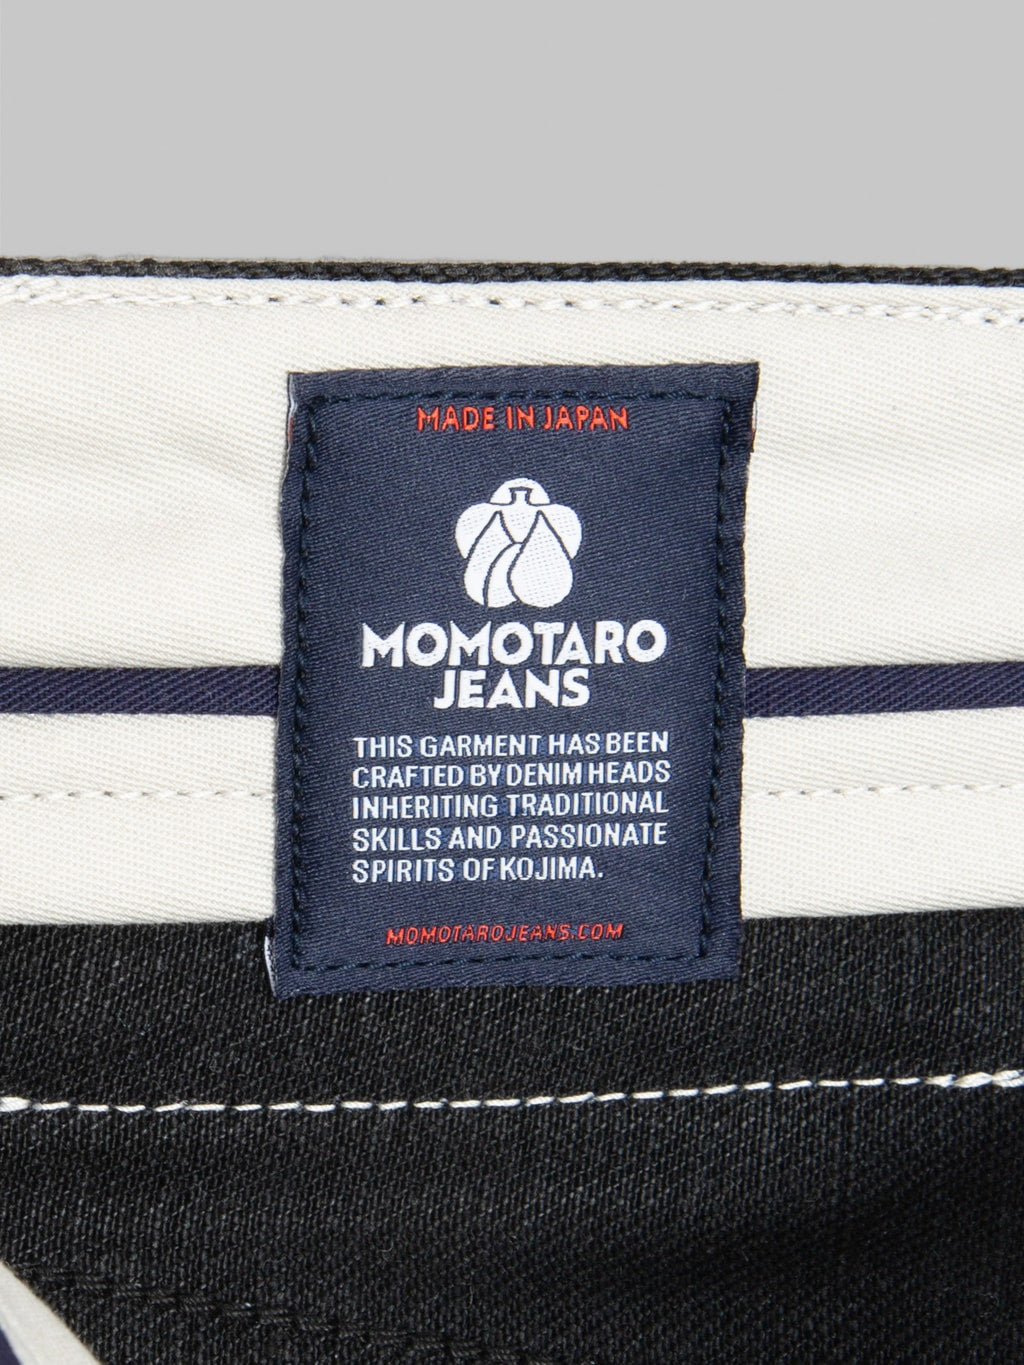 MADE IN JAPAN
MOMOTARO
JEANS
THIS GARMENT HAS BEEN
CRAFTED BY DENIM HEADS
INHERITING TRADITIONAL
SKILLS AND PASSIONATE
SPIRITS OF KOJIMA.
MOMOTAROJEANS.COM